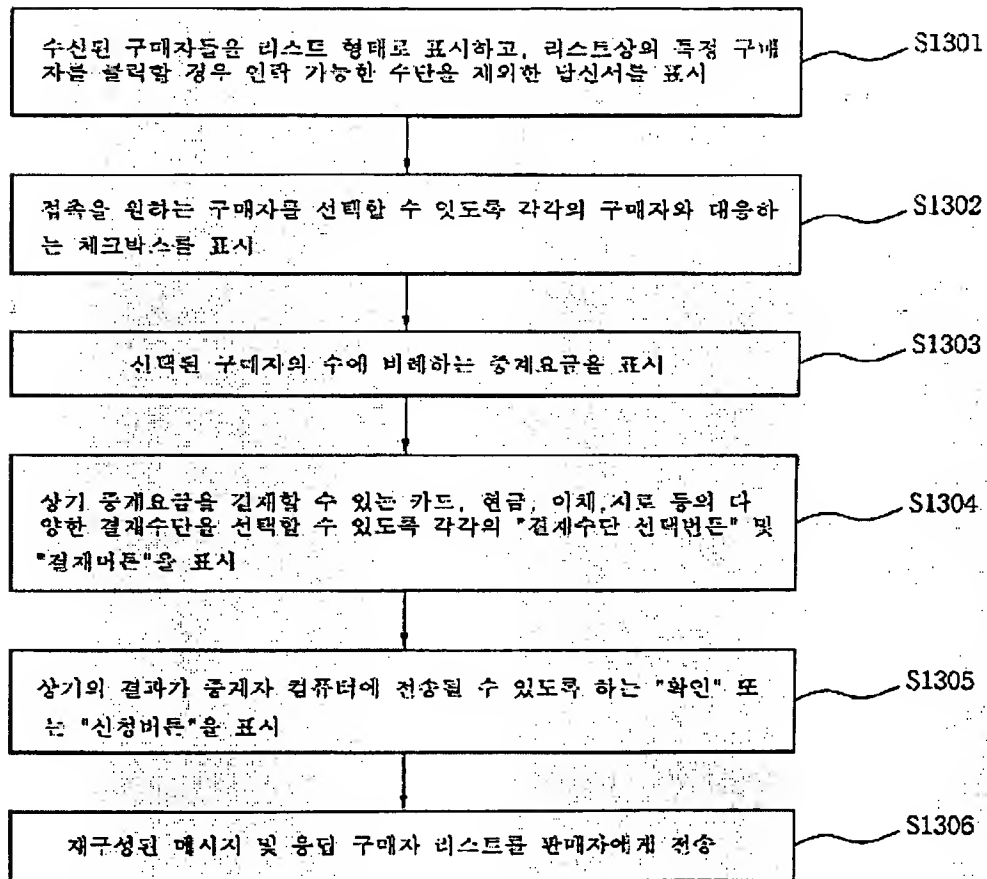 수신된 구매자들을 리스트 형태로 표시하고, 리스트상의 특정 구매
자를 클릭할 경우 연락 가능한 수단을 제외한 답신서를 표시
S1301
접촉을 원하는 구매자를 선택할 수 잇도록 각각의 구매자와 대응하
는 체크박스를 표시
S1302
선택된 구매자의 수에 비례하는 중계요금을 표시
S1303
상기 중계요금을 결재할 수 있는 카드, 현금, 이체, 지로 등의 다
양한 결재수단을 선택할 수 있도록 각각의 "결제수단 선택버튼" 및
"결재버튼"을 표시
S1304
상기의 결과가 중계자 컴퓨터에 전송될 수 있도록 하는 "확인" 또
는 "신청버튼"을 표시
S1305
재구성된 메시지 및 응답 구매자 리스트를 판매자에게 전송
S1306